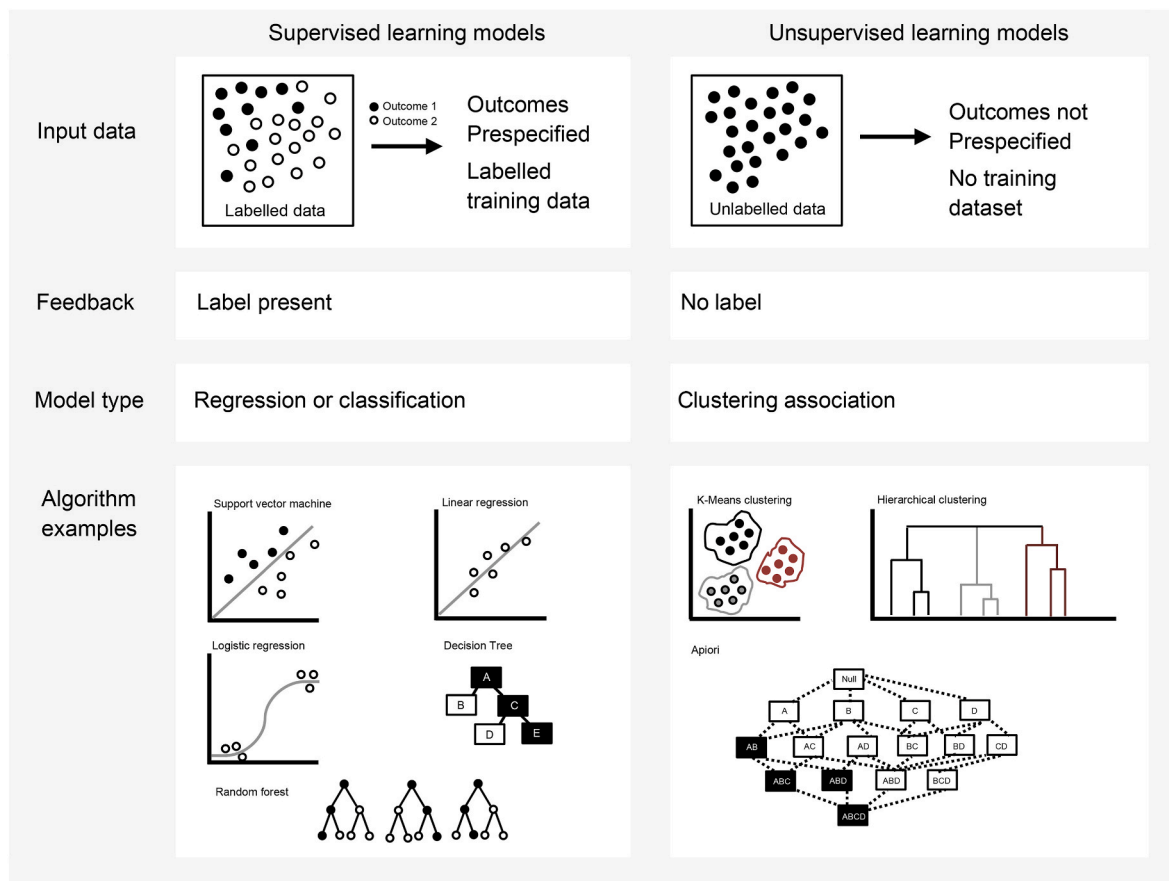 Supervised learning models
Unsupervised learning models
Input data
Labelled data
Outcome 1
Outcome 2
Outcomes
Prespecified
Labelled
training data
Unlabelled data
Outcomes not
Prespecified
No training
dataset
Feedback
Label present
No label
Model type
Regression or classification
Clustering association
Algorithm
examples
Support vector machine
Linear regression
Logistic regression
Decision Tree
A
B
C
D
E
Random forest
K-Means clustering
Hierarchical clustering
Apiori
Null
A
B
C
D
AB
AC
AD
BC
BD
CD
ABC
ABD
ABD
BCD
ABCD